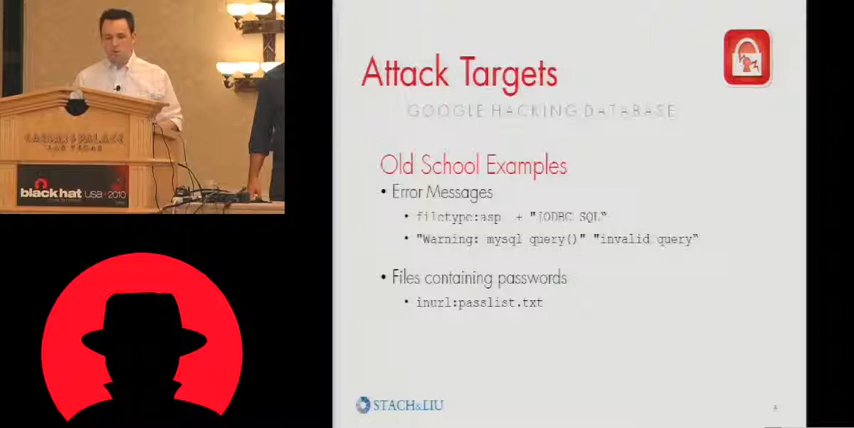 CAESARS PALACE
LAS VEGAS
black hat USA + 2010
Attack Targets
GOOGLE HACKING DATABASE
Old School Examples
• Error Messages
• filetype:asp + "[ODBC SQL"
• "Warning: mysql query()" "invalid query"
• Files containing passwords
• inurl:passlist.txt
STACH&LIU